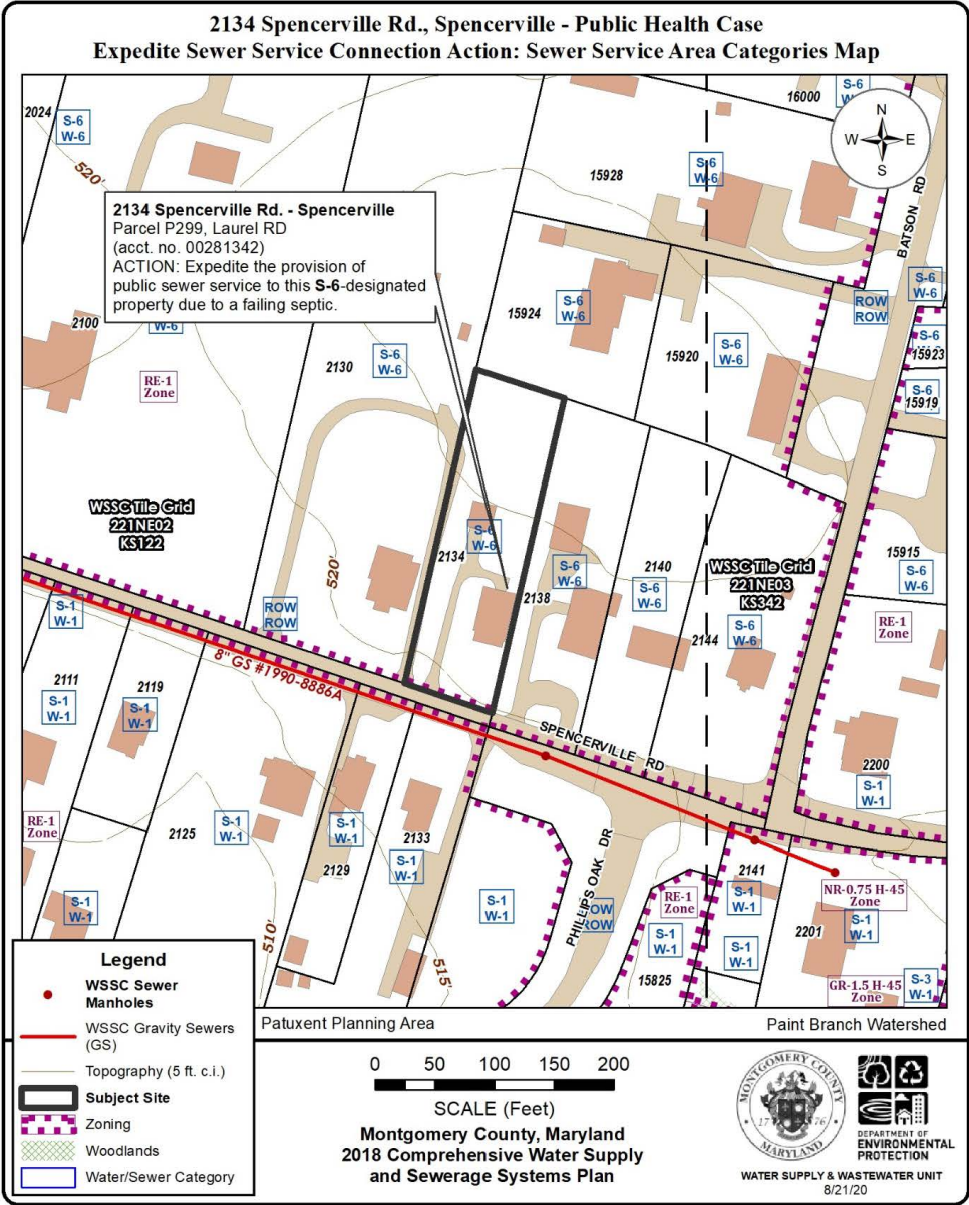 2134 Spencerville Rd., Spencerville - Public Health Case
Expedite Sewer Service Connection Action: Sewer Service Area Categories Map
2024
S-6
W-6
520'
16000
S-6
W-6
N
W
E
S
15928
S-6
W-6
BATSON RD
2134 Spencerville Rd. - Spencerville
Parcel P299, Laurel RD
(acct. no. 00281342)
ACTION: Expedite the provision of
public sewer service to this S-6-designated
property due to a failing septic.
2100
W-6
RE-1
Zone
2130
S-6
W-6
15924
S-6
W-6
15920
S-6
W-6
ROW
ROW
S-6
W-6
S-6
15923
S-6
15919
WSSC Tile Grid
221NE02
KS122
520'
2134
S-6
W-6
2138
S-6
W-6
2140
S-6
W-6
2144
WSSC Tile Grid
221NE03
KS342
S-6
W-6
15915
S-6
W-6
RE-1
Zone
S-1
W-1
ROW
ROW
8" GS #1990-8886A
2111
S-1
W-1
2119
S-1
W-1
SPENCERVILLE RD
2200
S-1
W-1
RE-1
Zone
2125
S-1
W-1
S-1
W-1
2129
2133
S-1
W-1
S-1
W-1
PHILLIPS OAK DR
ROW
ROW
RE-1
Zone
S-1
W-1
15825
2141
S-1
W-1
S-1
W-1
NR-0.75 H-45
Zone
S-1
W-1
2201
GR-1.5 H-45
Zone
S-3
W-1
S-1
W-1
510'
515'
Legend
WSSC Sewer
Manholes
WSSC Gravity Sewers
(GS)
Topography (5 ft. c.i.)
Subject Site
Zoning
Woodlands
Water/Sewer Category
Patuxent Planning Area
Paint Branch Watershed
0 50 100 150 200
SCALE (Feet)
Montgomery County, Maryland
2018 Comprehensive Water Supply
and Sewerage Systems Plan
MONTGOMERY COUNTY
17 76
MARYLAND
DEPARTMENT OF
ENVIRONMENTAL
PROTECTION
WATER SUPPLY & WASTEWATER UNIT
8/21/20